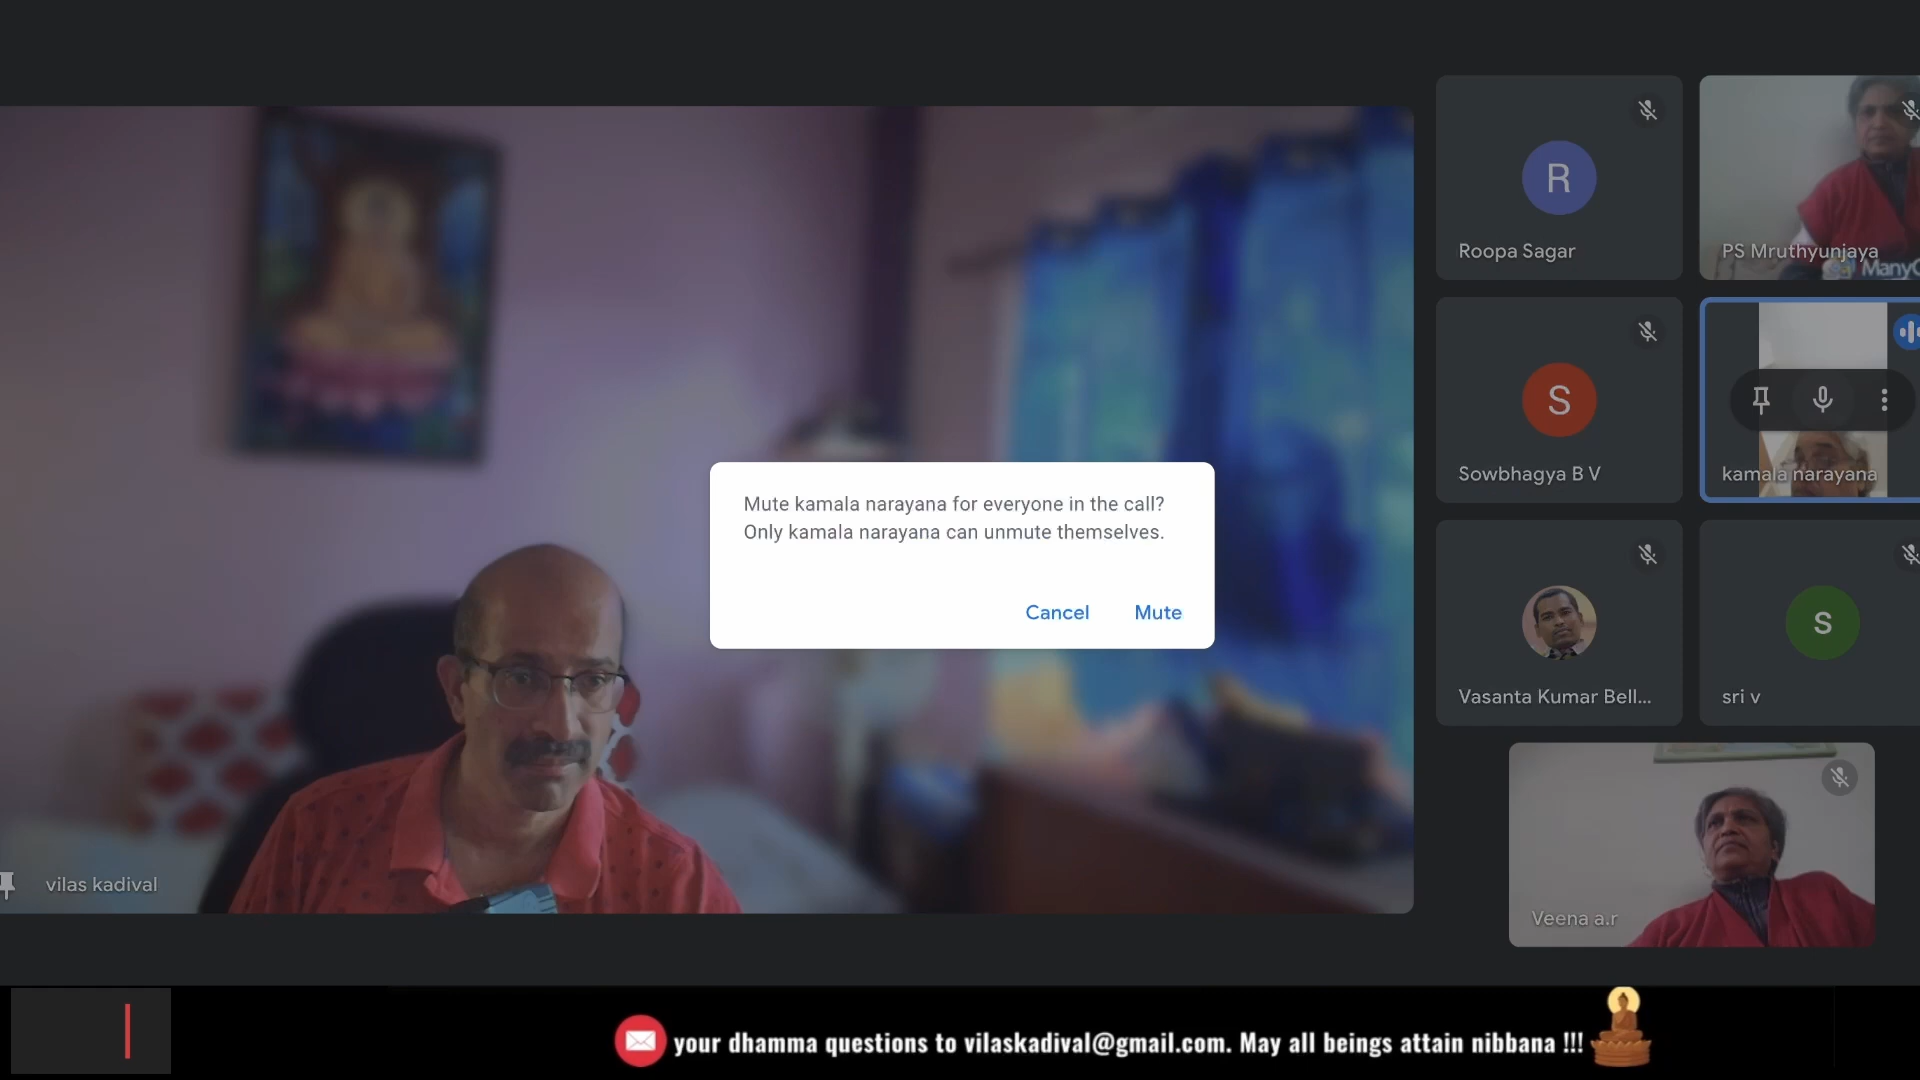 R
Roopa Sagar
PS Mruthyunjaya
ManyC
S
Sowbhagya B V
kamala narayana
Mute kamala narayana for everyone in the call?
Only kamala narayana can unmute themselves.
Cancel Mute
Vasanta Kumar Bell...
S
sri v
vilas kadival
Veena a.r
your dhamma questions to vilaskadival@gmail.com. May all beings attain nibbana !!!